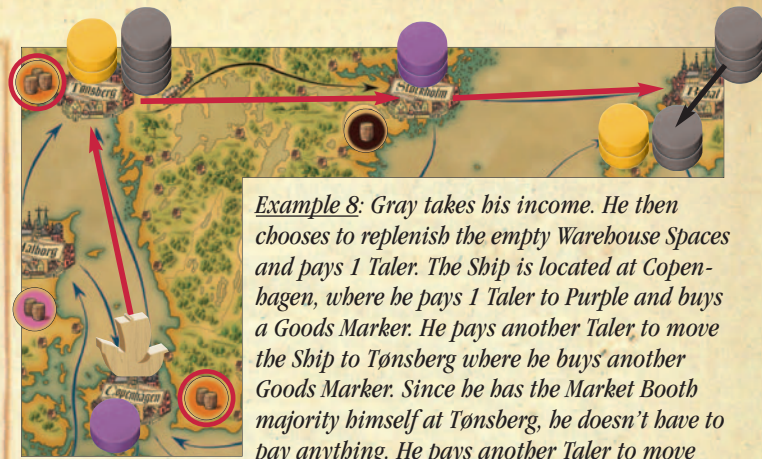 Tønsberg
Stockholm
Copenhagen
Example 8: Gray takes his income. He then
chooses to replenish the empty Warehouse Spaces
and pays 1 Taler. The Ship is located at Copen-
hagen, where he pays 1 Taler to Purple and buys
a Goods Marker. He pays another Taler to move
the Ship to Tønsberg where he buys another
Goods Marker. Since he has the Market Booth
majority himself at Tønsberg, he doesn't have to
pay anything. He pays another Taler to move